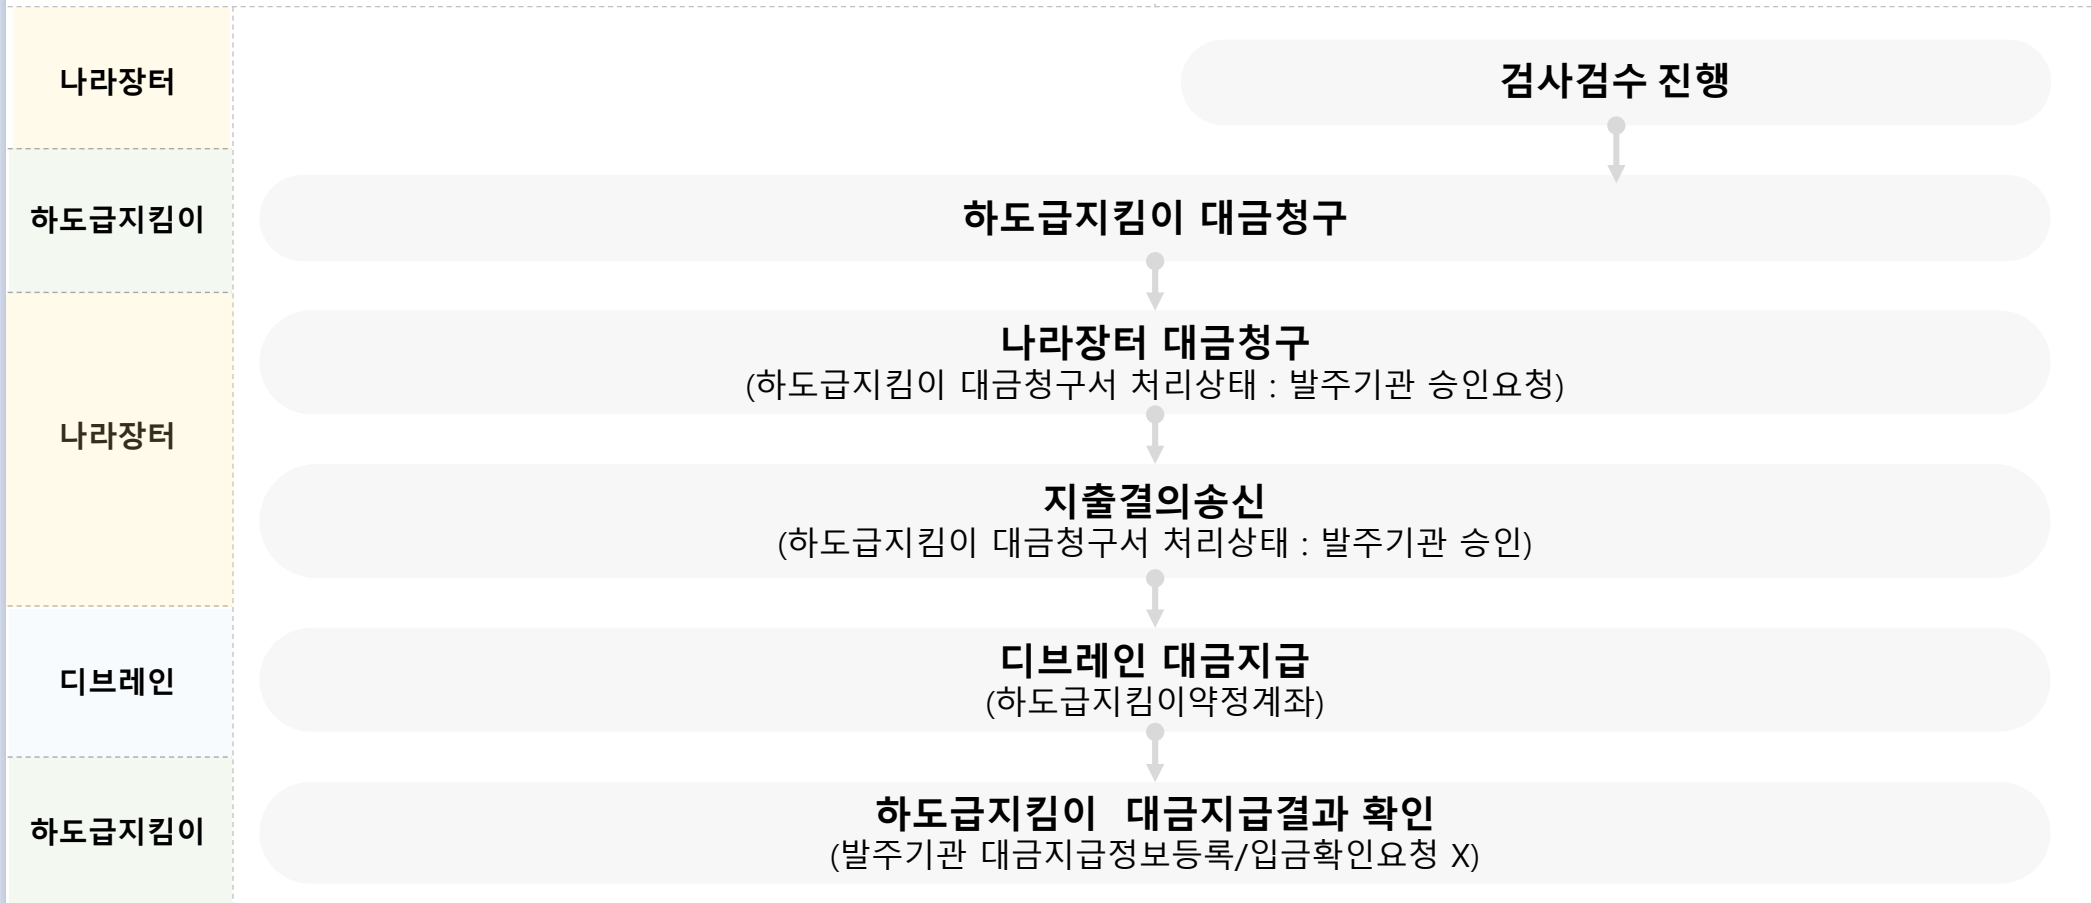 나라장터
검사검수 진행
하도급지킴이
하도급지킴이 대금청구
나라장터
나라장터 대금청구
(하도급지킴이 대금청구서 처리상태 : 발주기관 승인요청)
지출결의송신
(하도급지킴이 대금청구서 처리상태 : 발주기관 승인)
디브레인
디브레인 대금지급
(하도급지킴이약정계좌)
하도급지킴이
하도급지킴이 대금지급결과 확인
(발주기관 대금지급정보등록/입금확인요청 X)